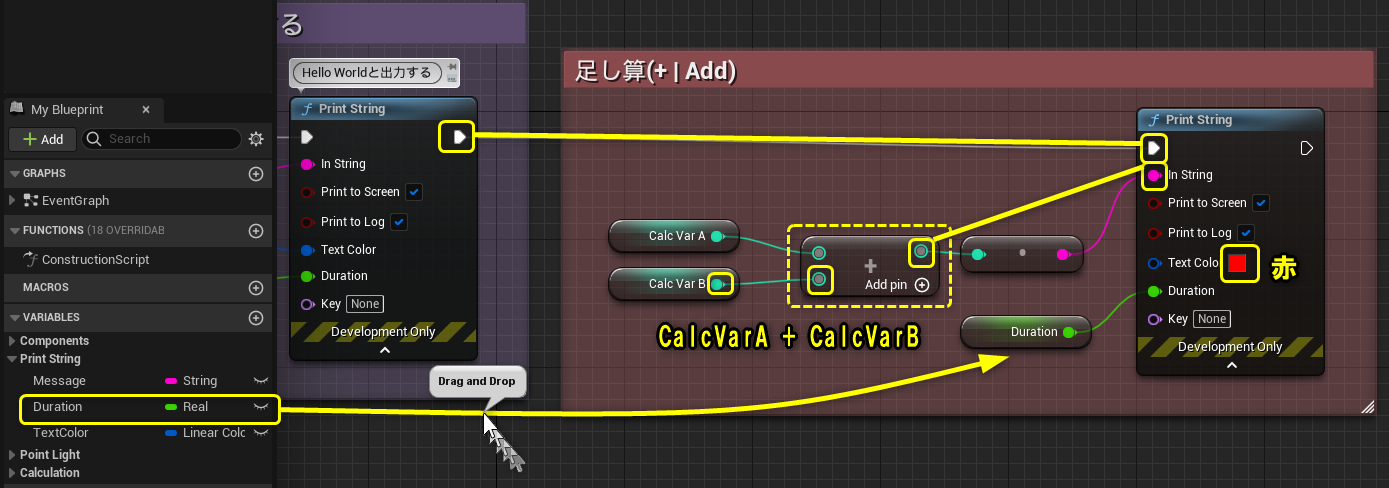 る
Hello Worldと出力する
Print String
In String
Print to Screen
Print to Log
Text Color
Duration
Key None
Development Only
Drag and Drop
My Blueprint
Add
Search
GRAPHS
EventGraph
FUNCTIONS (18 OVERRIDAB
ConstructionScript
MACROS
VARIABLES
Components
Print String
Message String
Duration Real
TextColor Linear Colc
Point Light
Calculation
足し算(+ | Add)
Calc Var A
Calc Var B
+
Add pin
CalcVarA + CalcVarB
Duration
Print String
In String
Print to Screen
Print to Log
Text Colo
赤
Duration
Key None
Development Only